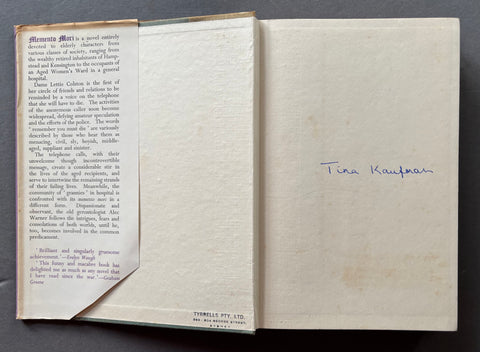 Memento Mori is a novel entirely
devoted to elderly characters from
various classes of society, ranging from
the wealthy retired inhabitants of Hamp-
stead and Kensington to the occupants of
an Aged Women's Ward in a general
hospital.
Dame Lettie Colston is the first of
her circle of friends and relations to be
reminded by a voice on the telephone
that she will have to die. The activities
of the anonymous caller soon become
widespread, defying amateur speculation
and the efforts of the police. The words
' remember you must die' are variously
described by those who hear them as
menacing, civil, sly, boyish, middle-
aged, suppliant and sinister.
The telephone calls, with their
unwelcome though incontrovertible
message, create a considerable stir in
the lives of the aged recipients, and
serve to intertwine the remaining strands
of their failing lives. Meanwhile, the
community of 'grannies' in hospital is
confronted with its memento mori in a
different form. Dispassionate and
observant, the old gerontologist Alec
Warner follows the intrigues, fears and
consolations of both worlds, until he,
too, becomes involved in the common
predicament.
' Brilliant and singularly gruesome
achievement.'—Evelyn Waugh
' This funny and macabre book has
delighted me as much as any novel that
I have read since the war.'—Graham
Greene
Tina Kaufman
TYRRELLS PTY. LTD.
GEORGE STREET,
SYDNEY